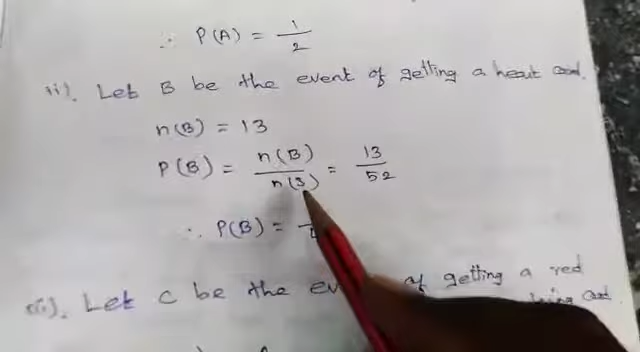 ∴ P(A) = 1/2
ii). Let B be the event of getting a heart card.
n(B) = 13
P(B) = n(B)/n(S) = 13/52
∴ P(B) =
iii). Let C be the event of getting a red